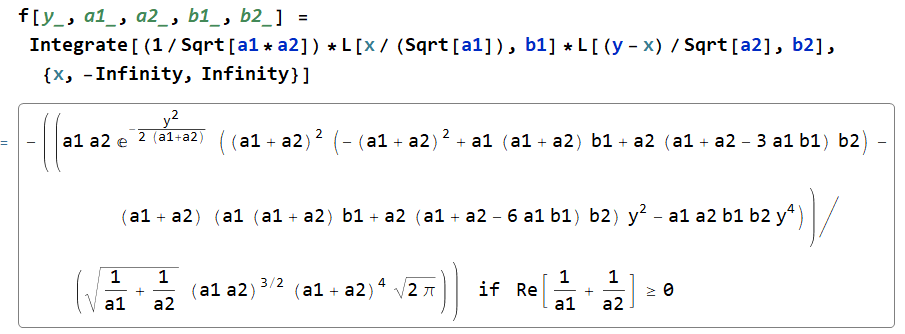 f[y_, a1_, a2_, b1_, b2_] =
Integrate[(1/Sqrt[a1*a2])*L[x/(Sqrt[a1]), b1]*L[(y-x)/Sqrt[a2], b2],
{x, -Infinity, Infinity}]
= -((a1 a2 e^(-y^2/(2 (a1+a2))) ((a1 + a2)^2 (-(a1 + a2)^2 + a1 (a1 + a2) b1 + a2 (a1 + a2 - 3 a1 b1) b2) -
(a1 + a2) (a1 (a1 + a2) b1 + a2 (a1 + a2 - 6 a1 b1) b2) y^2 - a1 a2 b1 b2 y^4))/
(√(1/a1 + 1/a2) (a1 a2)^(3/2) (a1 + a2)^4 √(2 π))) if Re[1/a1 + 1/a2] ≥ 0